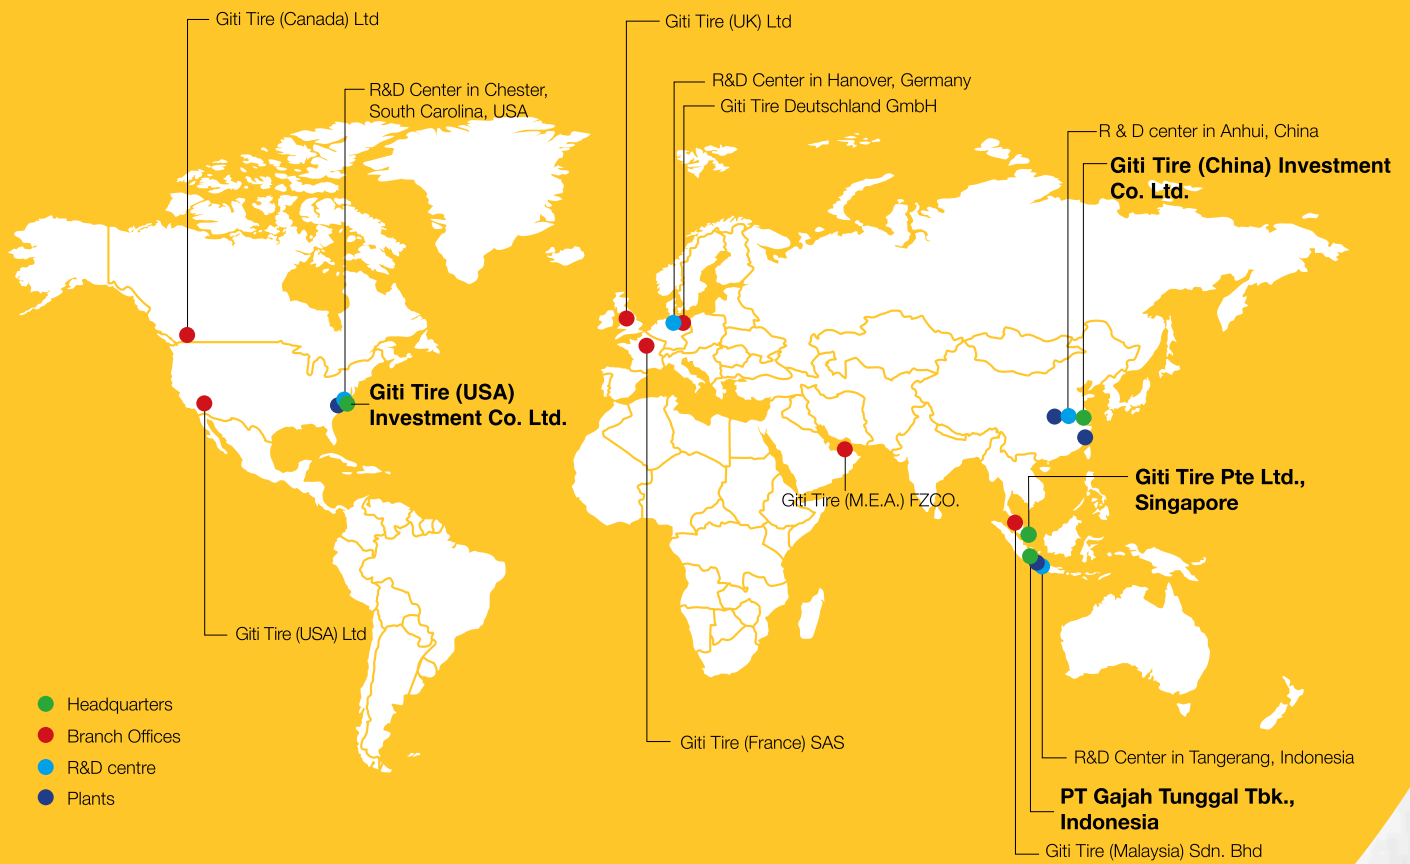 Giti Tire (Canada) Ltd
Giti Tire (UK) Ltd
R&D Center in Chester,
South Carolina, USA
R&D Center in Hanover, Germany
Giti Tire Deutschland GmbH
R & D center in Anhui, China
Giti Tire (China) Investment
Co. Ltd.
Giti Tire (USA)
Investment Co. Ltd.
Giti Tire (M.E.A.) FZCO.
Giti Tire Pte Ltd.,
Singapore
Giti Tire (USA) Ltd
Headquarters
Branch Offices
R&D centre
Plants
Giti Tire (France) SAS
R&D Center in Tangerang, Indonesia
PT Gajah Tunggal Tbk.,
Indonesia
Giti Tire (Malaysia) Sdn. Bhd